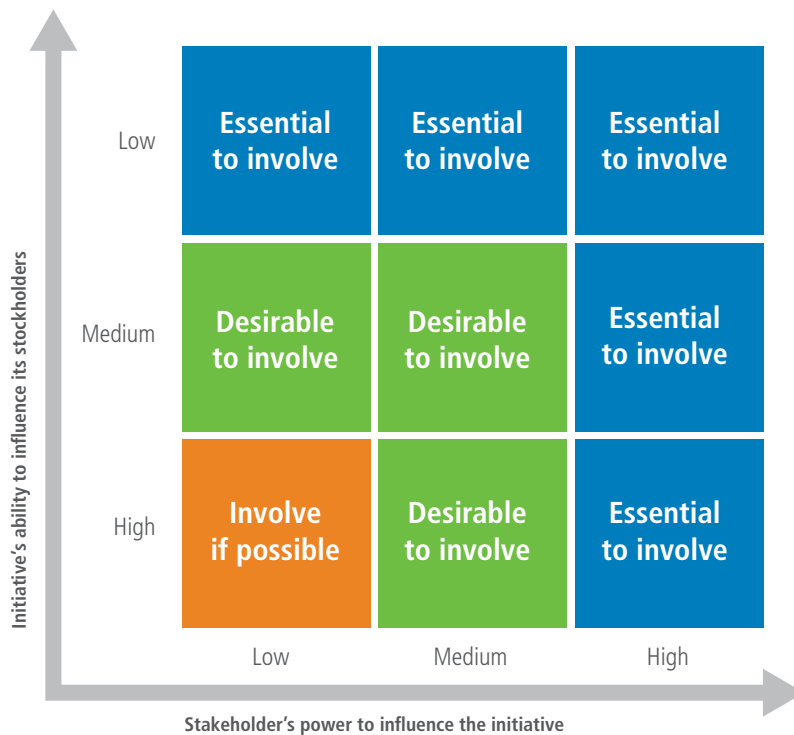 Initiative's ability to influence its stockholders
Low
Essential
to involve
Essential
to involve
Essential
to involve
Medium
Desirable
to involve
Desirable
to involve
Essential
to involve
High
Involve
if possible
Desirable
to involve
Essential
to involve
Low
Medium
High
Stakeholder's power to influence the initiative